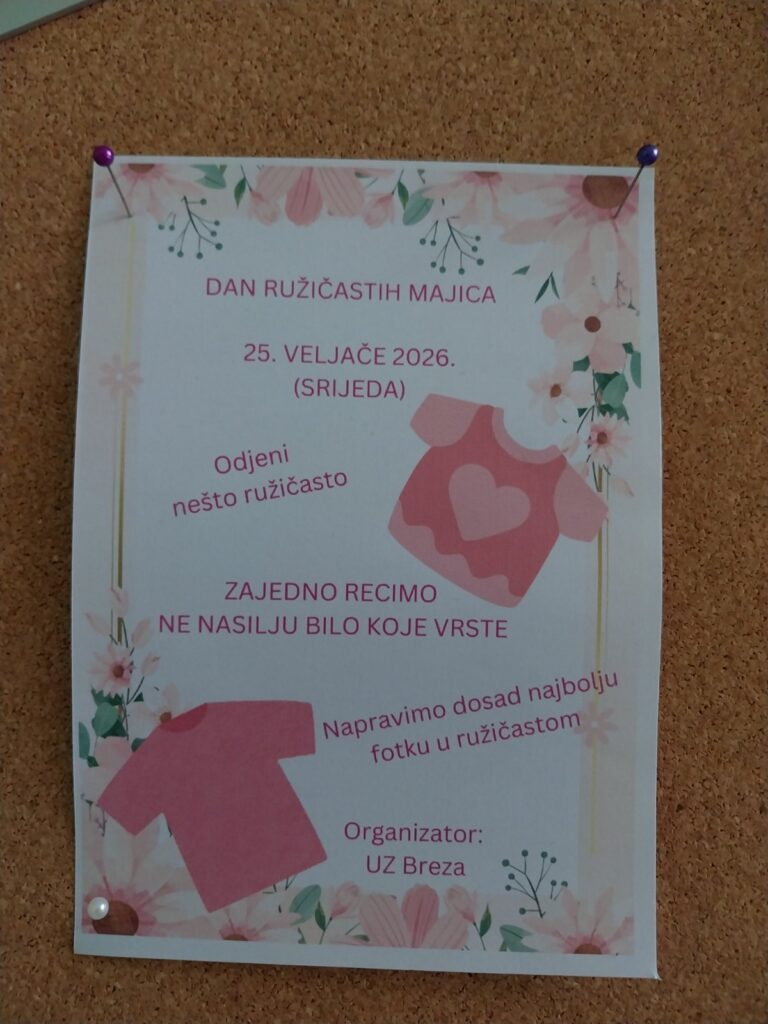 DAN RUŽIČASTIH MAJICA
25. VELJAČE 2026.
(SRIJEDA)
Odjeni
nešto ružičasto
ZAJEDNO RECIMO
NE NASILJU BILO KOJE VRSTE
Napravimo dosad najbolju
fotku u ružičastom
Organizator:
UZ Breza